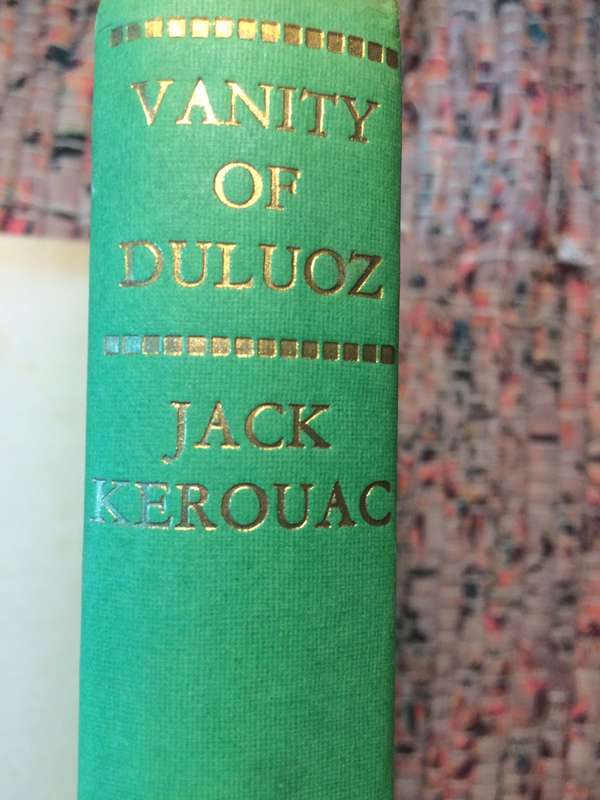 VANITY
OF
DULUOZ
JACK
KEROUAC